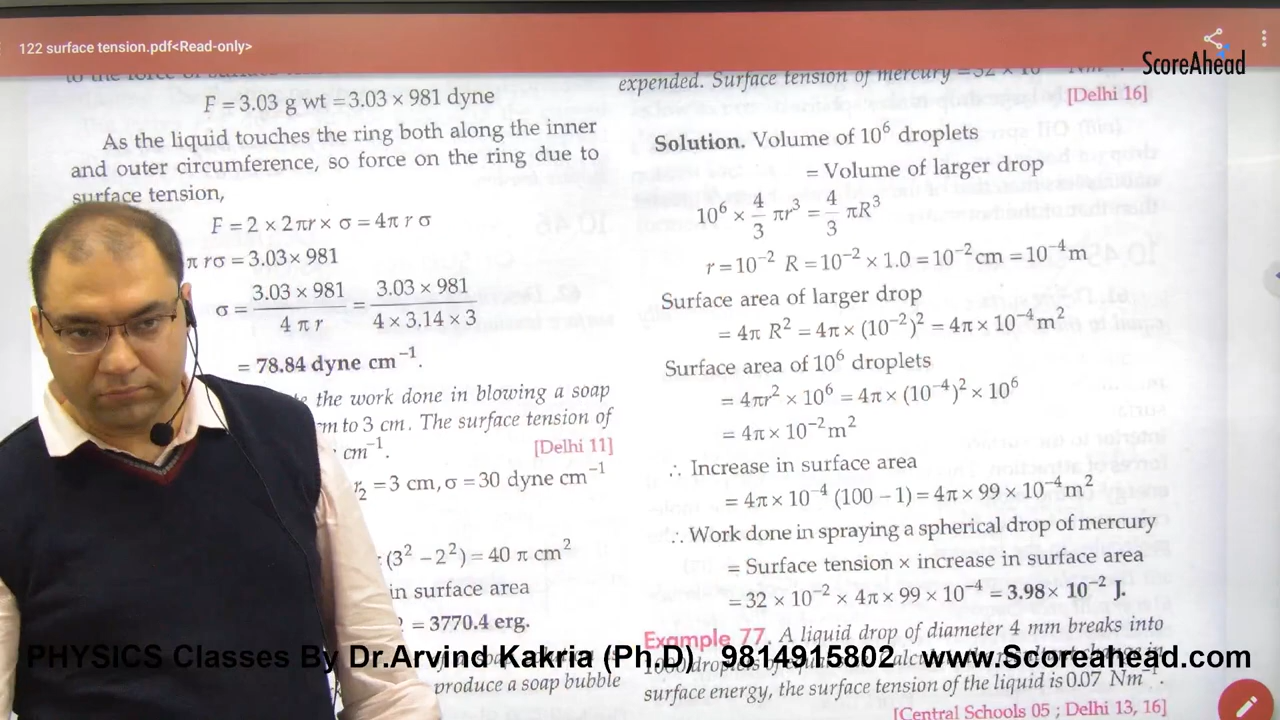 122 surface tension.pdf<Read-only>
ScoreAhead
F = 3.03 g wt = 3.03 × 981 dyne
As the liquid touches the ring both along the inner
and outer circumference, so force on the ring due to
surface tension,
F = 2 × 2πr × σ = 4π r σ
π rσ = 3.03 × 981
σ = 3.03 × 981 / 4 π r = 3.03 × 981 / 4 × 3.14 × 3
= 78.84 dyne cm⁻¹.
the work done in blowing a soap
to 3 cm. The surface tension of
cm⁻¹. [Delhi 11]
r₂ = 3 cm, σ = 30 dyne cm⁻¹
(3² − 2²) = 40 π cm²
in surface area
= 3770.4 erg.
produce a soap bubble
expended. Surface tension of mercury
[Delhi 16]
Solution. Volume of 10⁶ droplets
= Volume of larger drop
10⁶ × 4/3 πr³ = 4/3 πR³
r = 10⁻² R = 10⁻² × 1.0 = 10⁻² cm = 10⁻⁴ m
Surface area of larger drop
= 4π R² = 4π × (10⁻²)² = 4π × 10⁻⁴ m²
Surface area of 10⁶ droplets
= 4πr² × 10⁶ = 4π × (10⁻⁴)² × 10⁶
= 4π × 10⁻² m²
∴ Increase in surface area
= 4π × 10⁻⁴ (100 − 1) = 4π × 99 × 10⁻⁴ m²
∴ Work done in spraying a spherical drop of mercury
= Surface tension × increase in surface area
= 32 × 10⁻² × 4π × 99 × 10⁻⁴ = 3.98 × 10⁻² J.
Example 77. A liquid drop of diameter 4 mm breaks into
1000 droplets of
surface energy, the surface tension of the liquid is 0.07 Nm⁻¹.
[Central Schools 05 ; Delhi 13, 16]
PHYSICS Classes By Dr.Arvind Kakria (Ph.D) 9814915802 www.Scoreahead.com